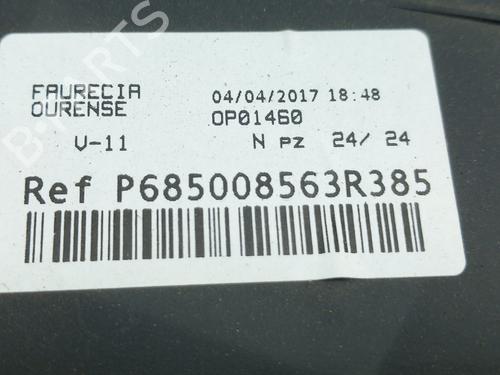 FAURECIA 04/04/2017 18:48
OURENSE OP01460
V-11 N pz 24/ 24
Ref P685008563R385
B-PARTS